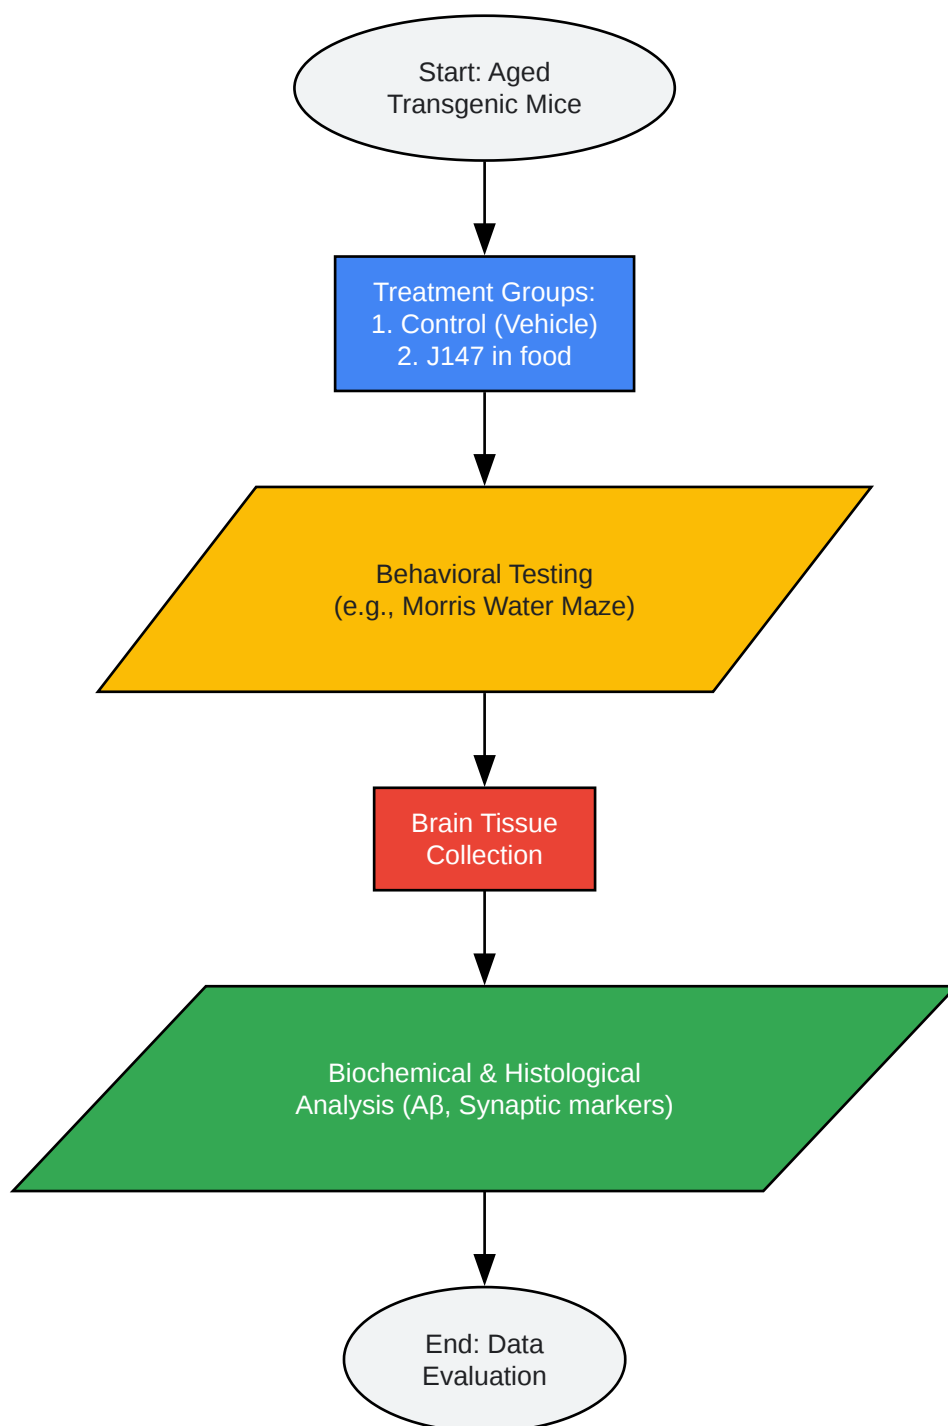 Start: Aged
Transgenic Mice
Treatment Groups:
1. Control (Vehicle)
2. J147 in food
Behavioral Testing
(e.g., Morris Water Maze)
Brain Tissue
Collection
Biochemical & Histological
Analysis (Aβ, Synaptic markers)
End: Data
Evaluation